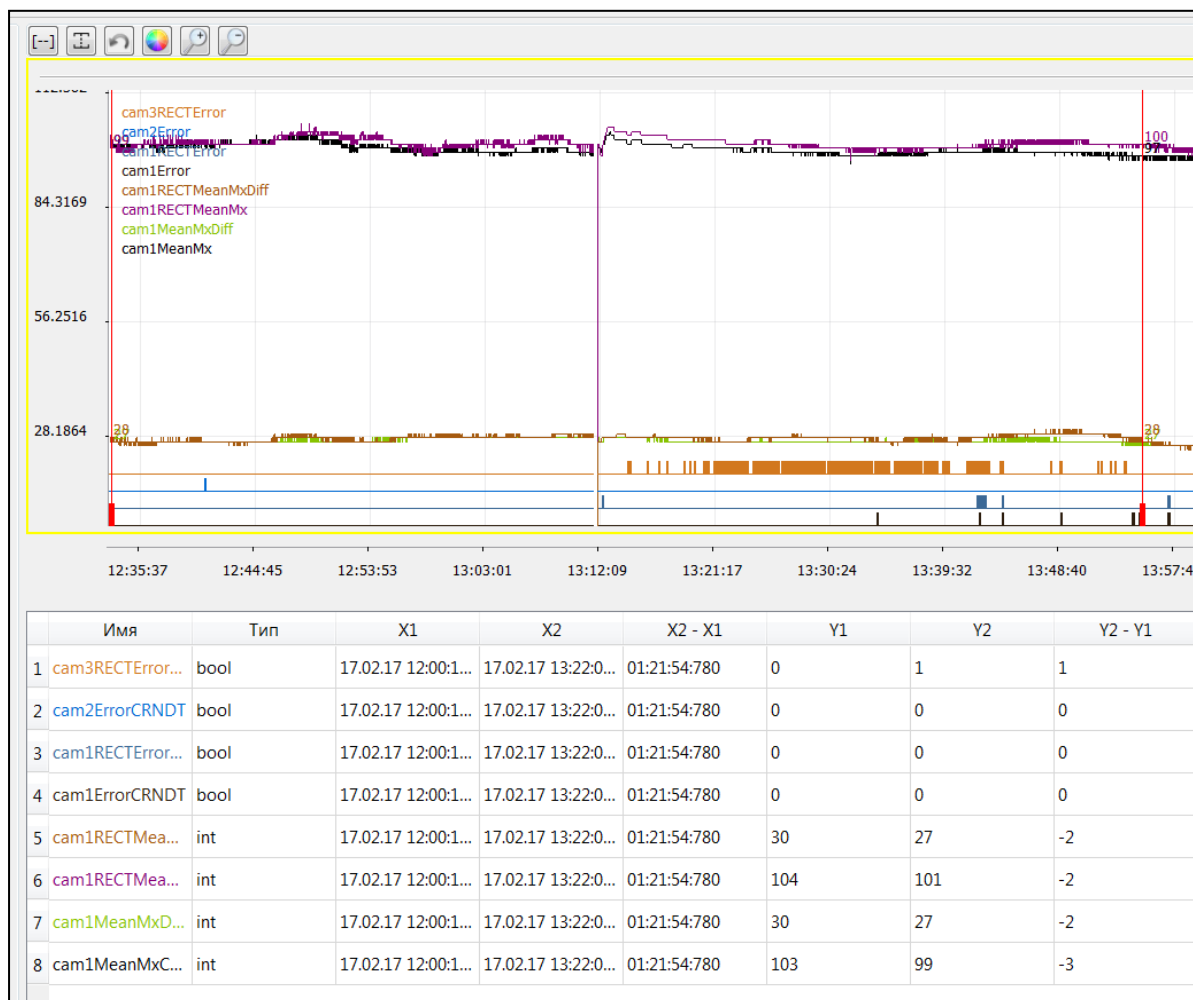 [--]
112.382
cam3RECTError
cam2Error
99
cam1RECTError
cam1Error
cam1RECTMeanMxDiff
cam1RECTMeanMx
cam1MeanMxDiff
cam1MeanMx
100
97
84.3169
56.2516
28.1864
28
28
12:35:37 12:44:45 12:53:53 13:03:01 13:12:09 13:21:17 13:30:24 13:39:32 13:48:40 13:57:4
Имя Тип X1 X2 X2 - X1 Y1 Y2 Y2 - Y1
1 cam3RECTError... bool 17.02.17 12:00:1... 17.02.17 13:22:0... 01:21:54:780 0 1 1
2 cam2ErrorCRNDT bool 17.02.17 12:00:1... 17.02.17 13:22:0... 01:21:54:780 0 0 0
3 cam1RECTError... bool 17.02.17 12:00:1... 17.02.17 13:22:0... 01:21:54:780 0 0 0
4 cam1ErrorCRNDT bool 17.02.17 12:00:1... 17.02.17 13:22:0... 01:21:54:780 0 0 0
5 cam1RECTMea... int 17.02.17 12:00:1... 17.02.17 13:22:0... 01:21:54:780 30 27 -2
6 cam1RECTMea... int 17.02.17 12:00:1... 17.02.17 13:22:0... 01:21:54:780 104 101 -2
7 cam1MeanMxD... int 17.02.17 12:00:1... 17.02.17 13:22:0... 01:21:54:780 30 27 -2
8 cam1MeanMxC... int 17.02.17 12:00:1... 17.02.17 13:22:0... 01:21:54:780 103 99 -3